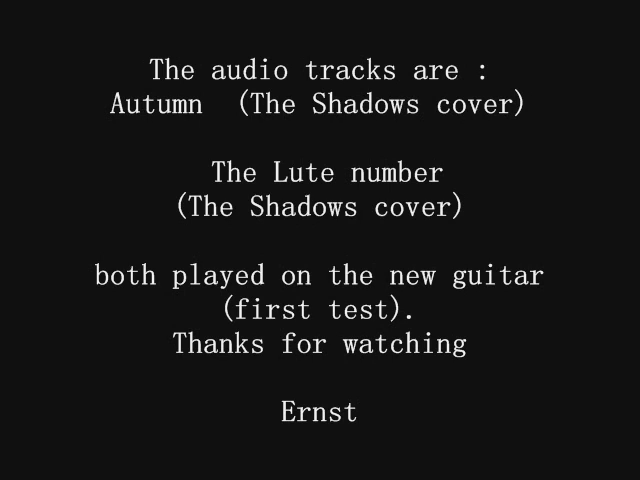 The audio tracks are :
Autumn  (The Shadows cover)
The Lute number
(The Shadows cover)
both played on the new guitar
(first test).
Thanks for watching
Ernst